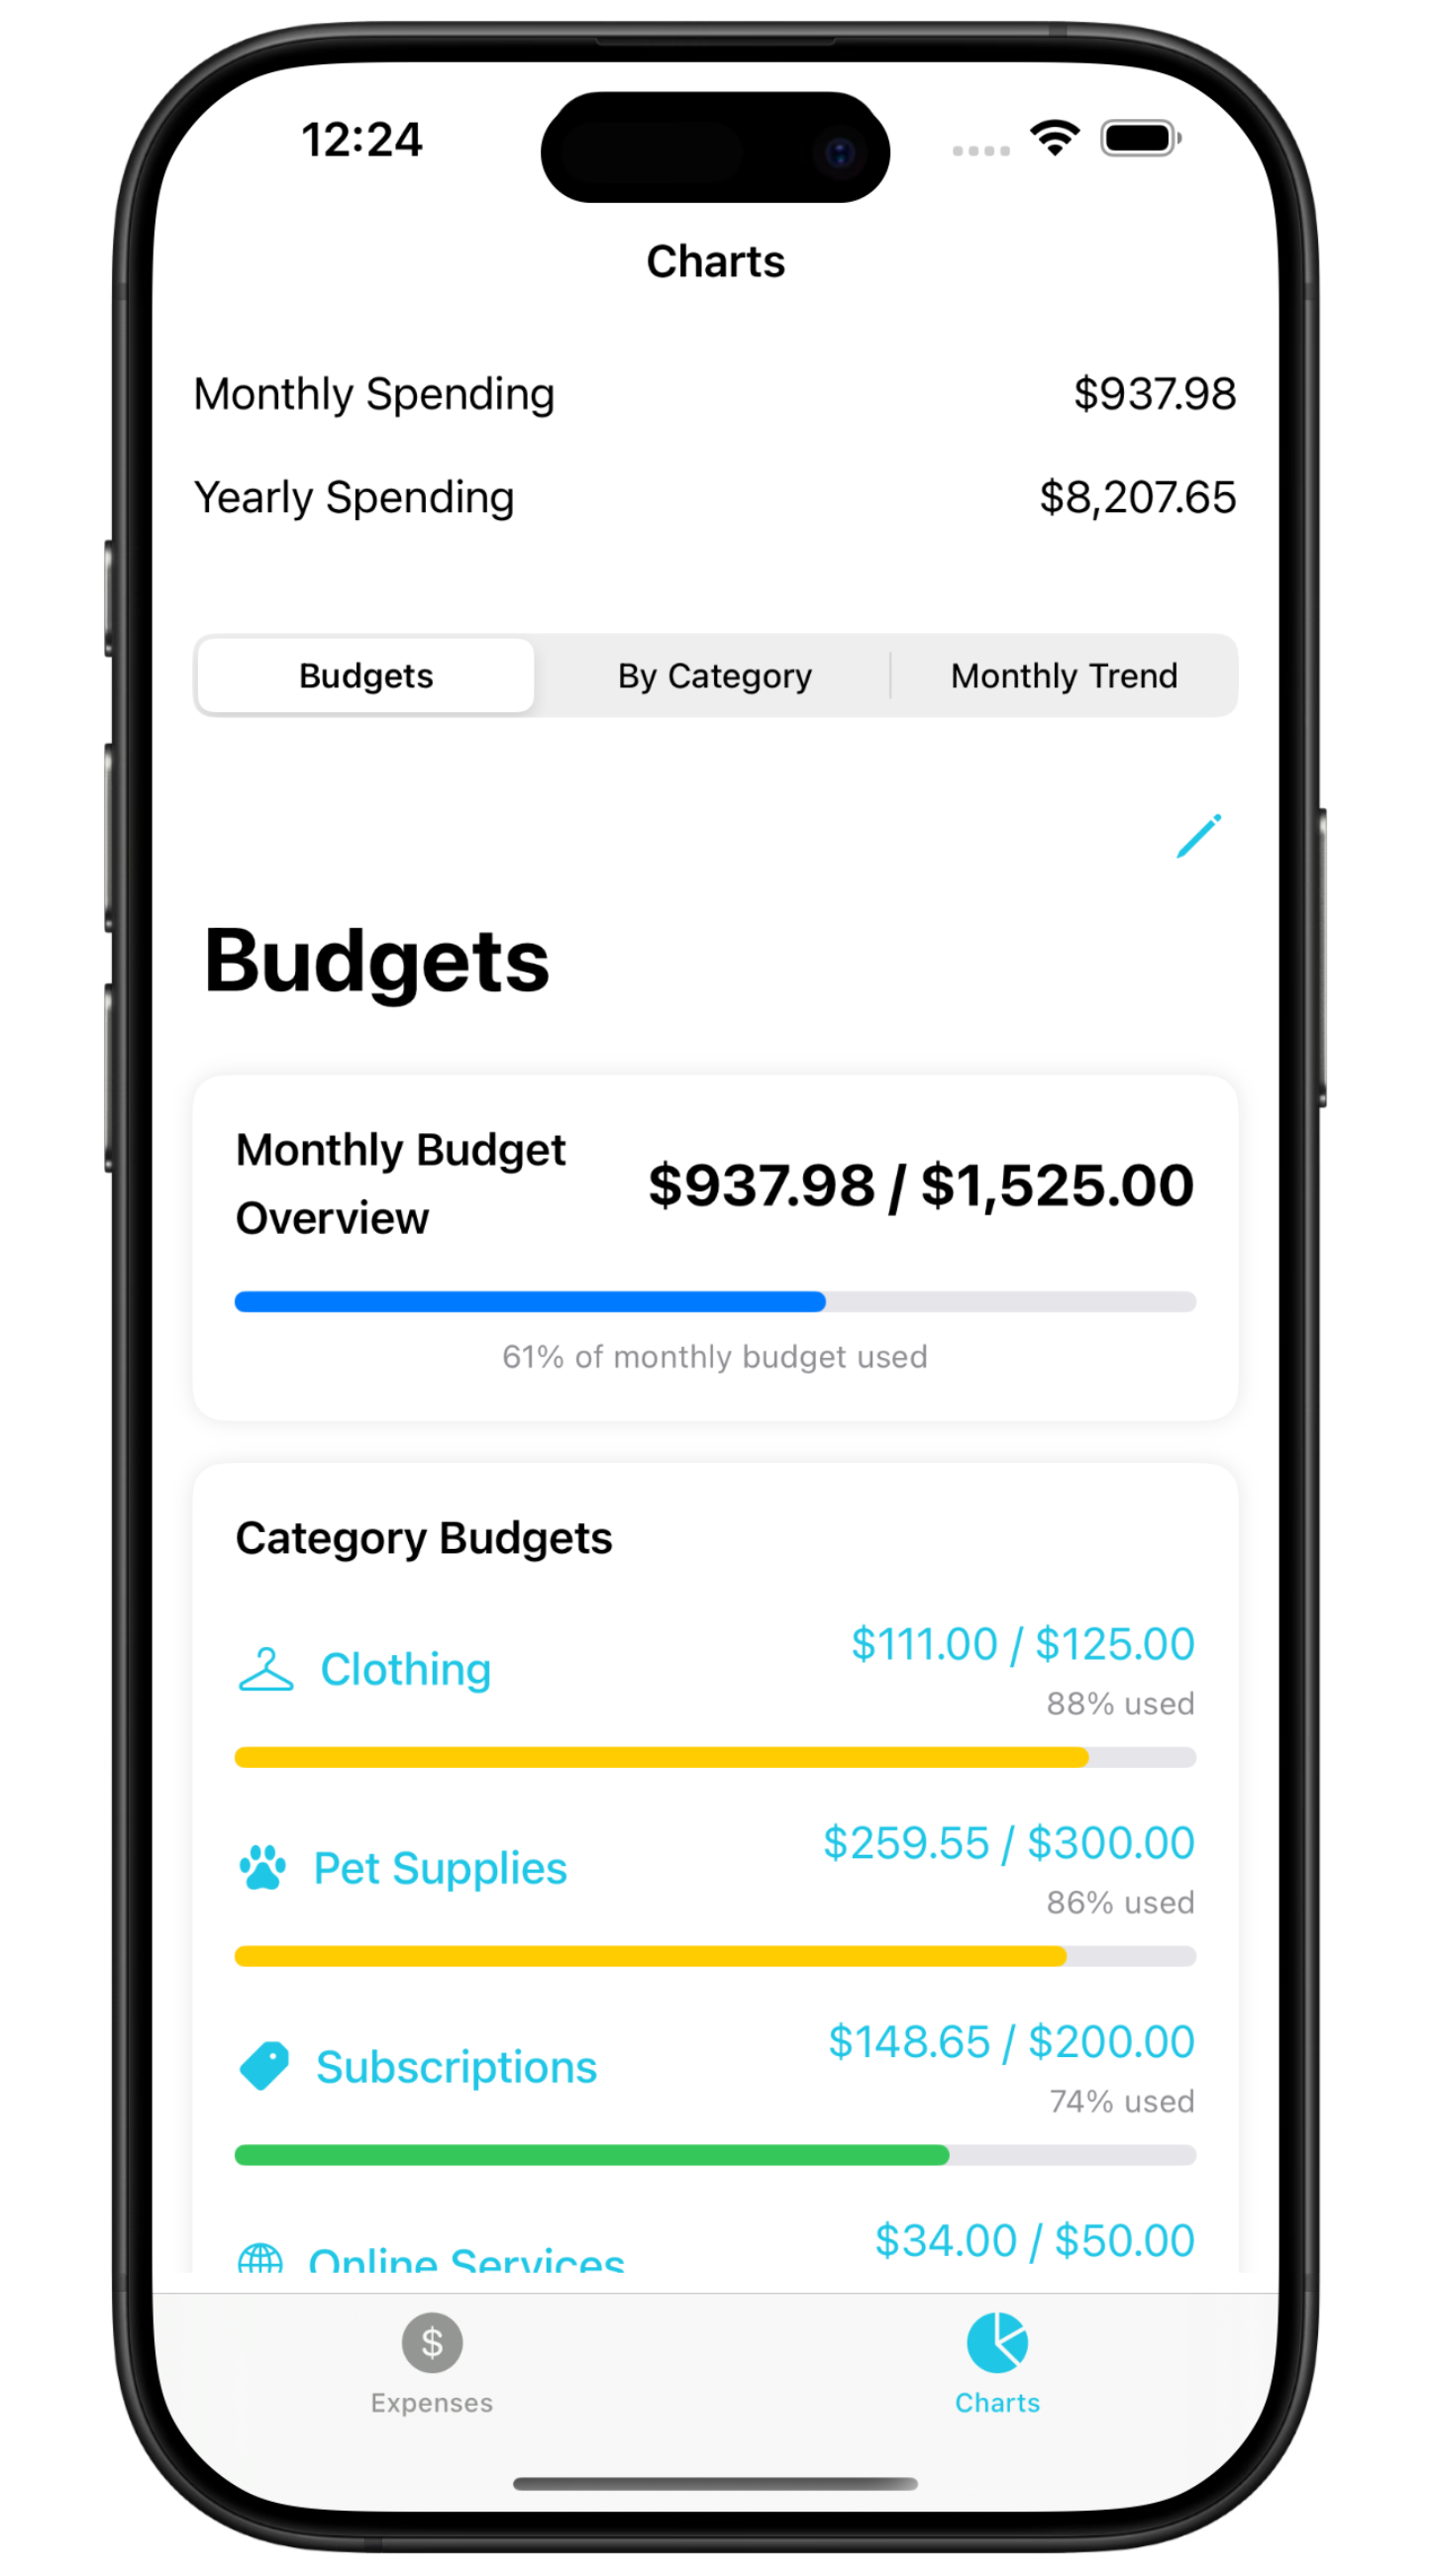 12:24
Charts
Monthly Spending $937.98
Yearly Spending $8,207.65
Budgets By Category Monthly Trend
Budgets
Monthly Budget
Overview
$937.98 / $1,525.00
61% of monthly budget used
Category Budgets
Clothing $111.00 / $125.00
88% used
Pet Supplies $259.55 / $300.00
86% used
Subscriptions $148.65 / $200.00
74% used
Online Services $34.00 / $50.00
$
Expenses Charts